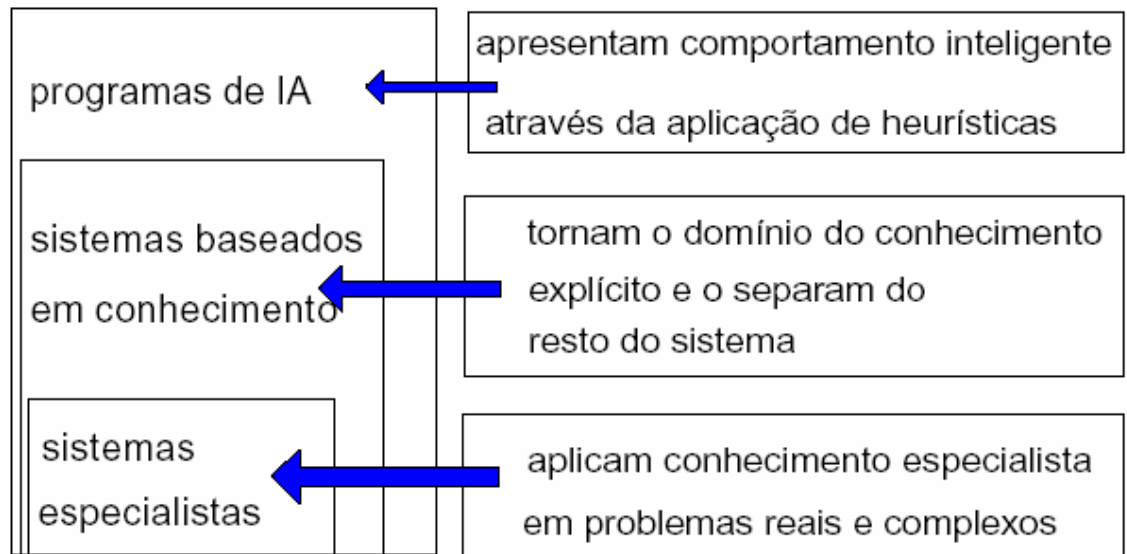 programas de IA
apresentam comportamento inteligente
através da aplicação de heurísticas
sistemas baseados
em conhecimento
tornam o domínio do conhecimento
explícito e o separam do
resto do sistema
sistemas
especialistas
aplicam conhecimento especialista
em problemas reais e complexos